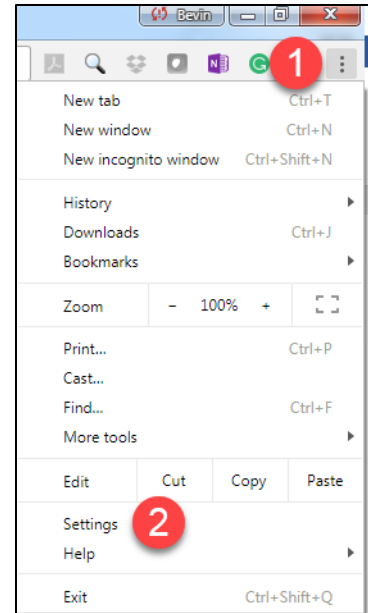 Bevin
N G 1
New tab Ctrl+T
New window Ctrl+N
New incognito window Ctrl+Shift+N
History
Downloads Ctrl+J
Bookmarks
Zoom - 100% +
Print... Ctrl+P
Cast...
Find... Ctrl+F
More tools
Edit Cut Copy Paste
Settings 2
Help
Exit Ctrl+Shift+Q